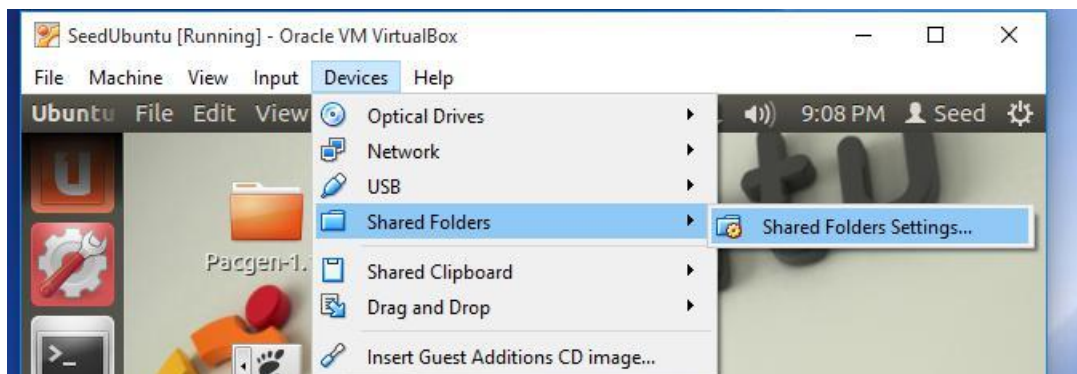 SeedUbuntu [Running] - Oracle VM VirtualBox
File Machine View Input Devices Help
Ubuntu File Edit View 9:08 PM Seed
Optical Drives
Network
USB
Shared Folders
Shared Folders Settings...
Pacgen-1.
Shared Clipboard
Drag and Drop
Insert Guest Additions CD image...